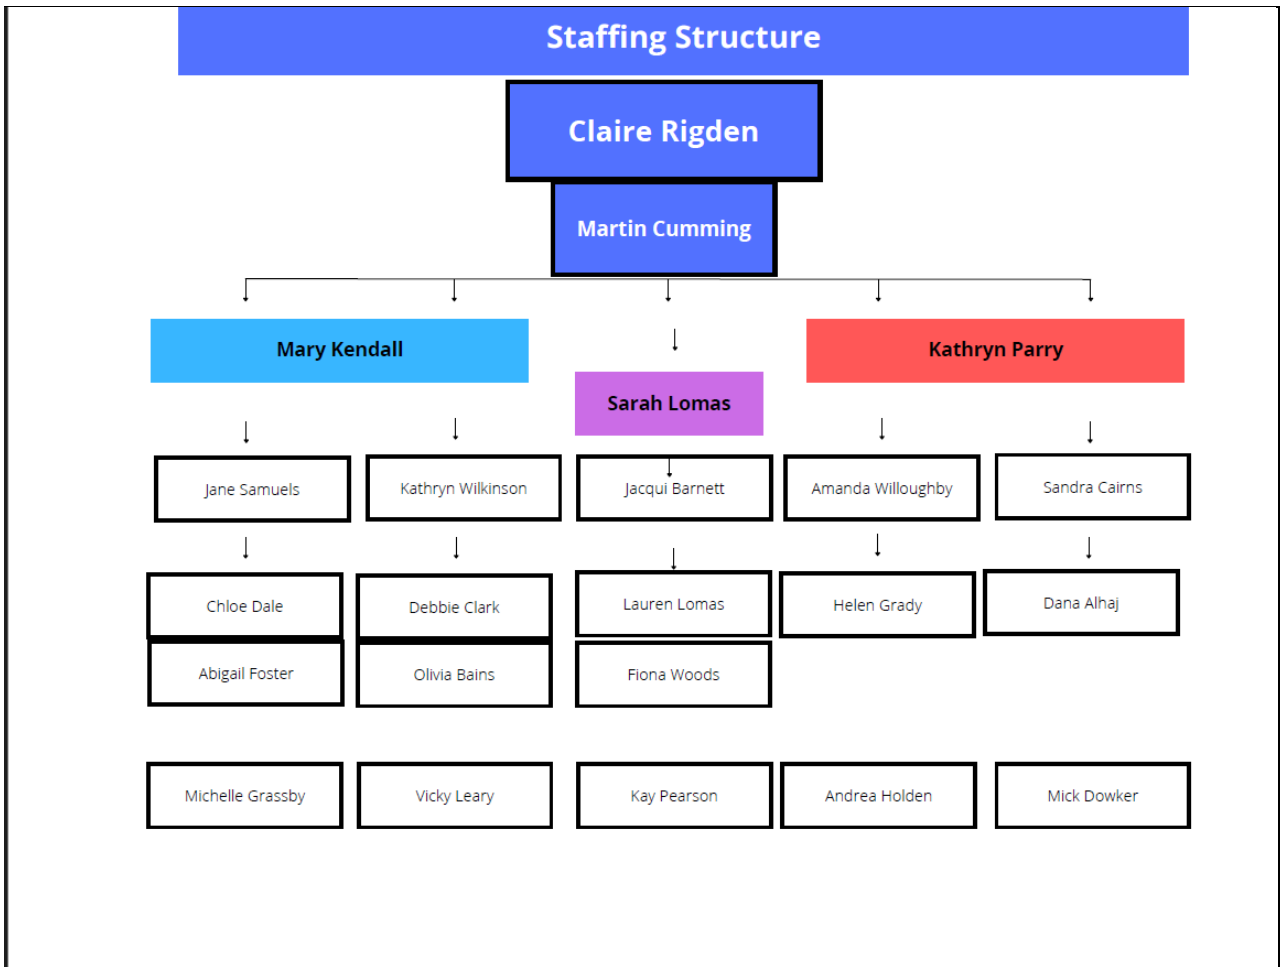 Staffing Structure
Claire Rigden
Martin Cumming
Mary Kendall
Kathryn Parry
Sarah Lomas
Jane Samuels
Kathryn Wilkinson
Jacqui Barnett
Amanda Willoughby
Sandra Cairns
Chloe Dale
Debbie Clark
Lauren Lomas
Helen Grady
Dana Alhaj
Abigail Foster
Olivia Bains
Fiona Woods
Michelle Grassby
Vicky Leary
Kay Pearson
Andrea Holden
Mick Dowker